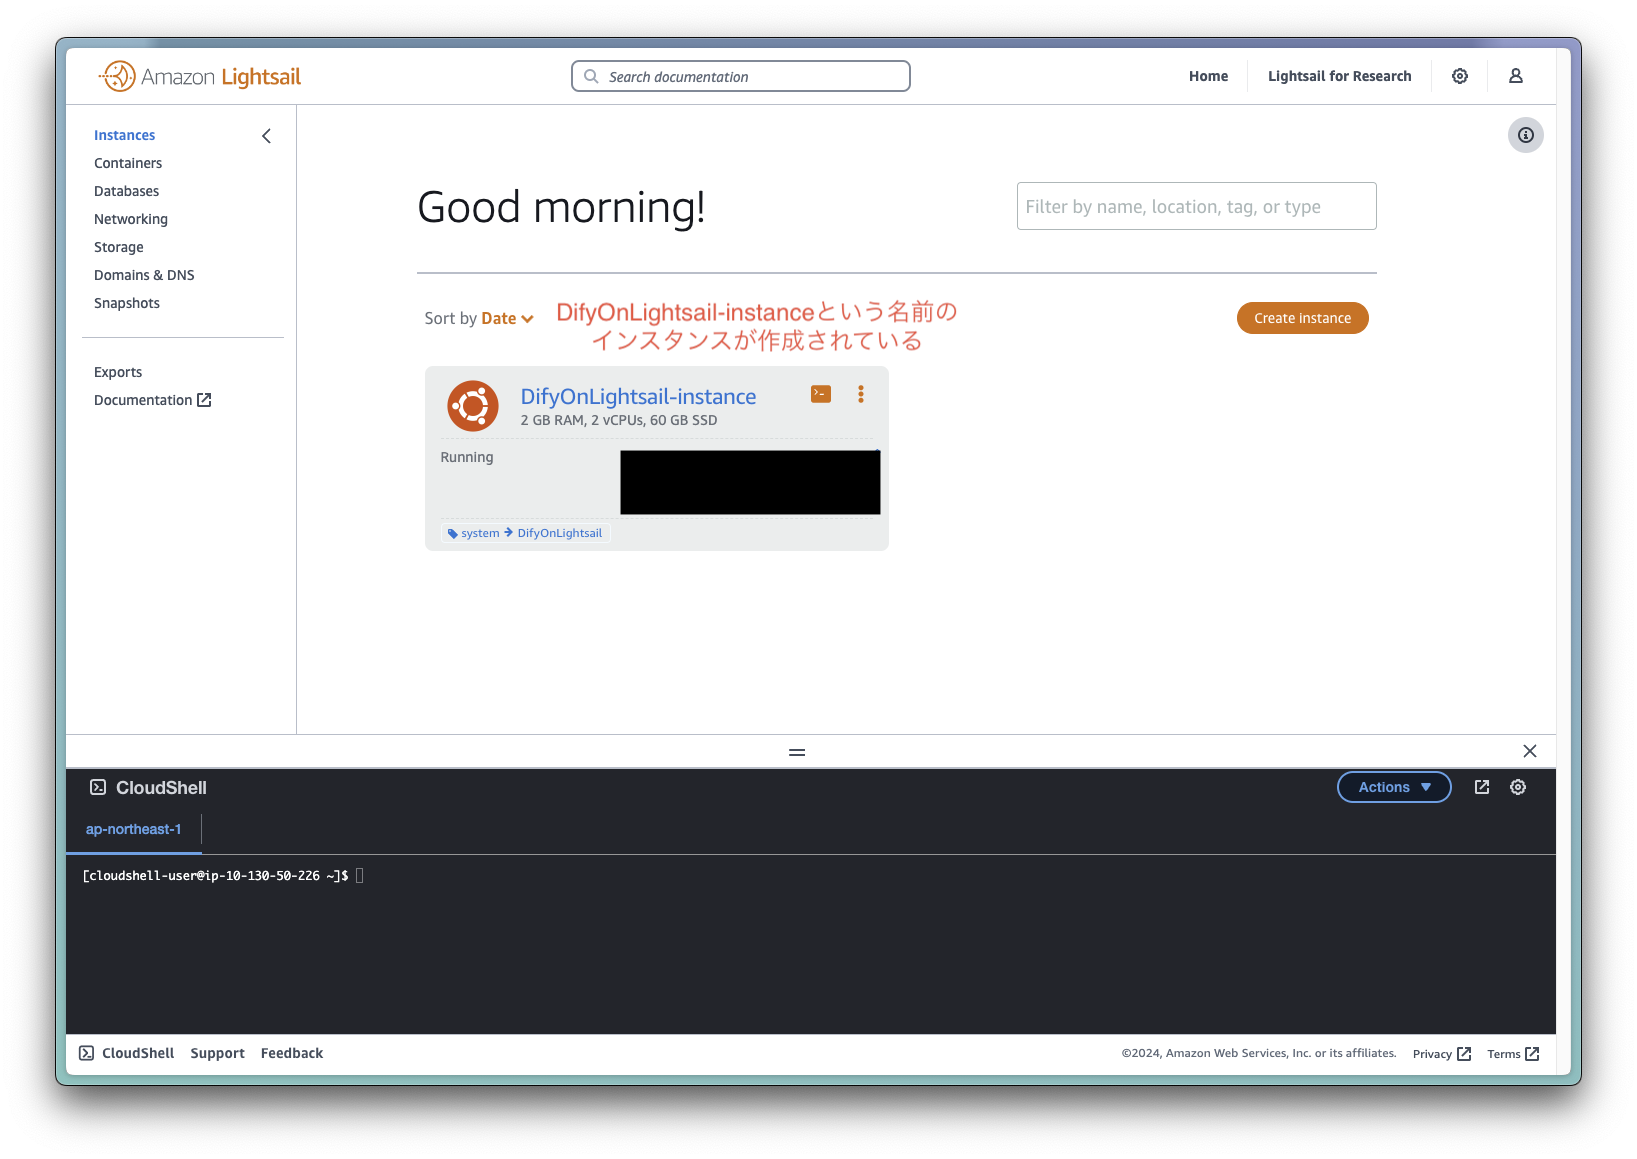 Amazon Lightsail
Search documentation
Home
Lightsail for Research
Instances
Containers
Databases
Networking
Storage
Domains & DNS
Snapshots
Exports
Documentation
Good morning!
Filter by name, location, tag, or type
Sort by Date
DifyOnLightsail-instanceという名前の
インスタンスが作成されている
Create instance
DifyOnLightsail-instance
2 GB RAM, 2 vCPUs, 60 GB SSD
Running
system → DifyOnLightsail
CloudShell
Actions
ap-northeast-1
[cloudshell-user@ip-10-130-50-226 ~]$
CloudShell
Support
Feedback
©2024, Amazon Web Services, Inc. or its affiliates.
Privacy
Terms